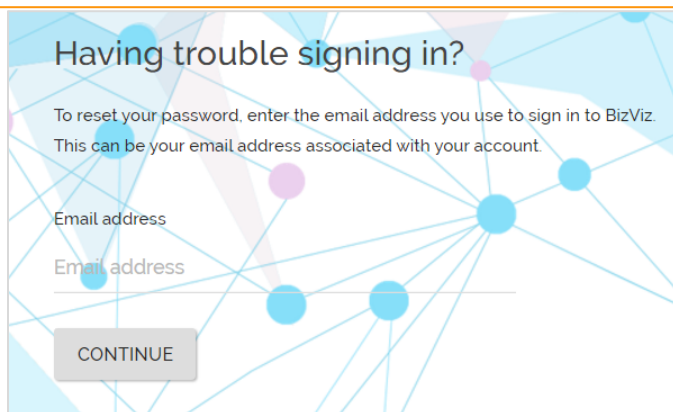 Having trouble signing in?
To reset your password, enter the email address you use to sign in to BizViz.
This can be your email address associated with your account.
Email address
Email address
CONTINUE